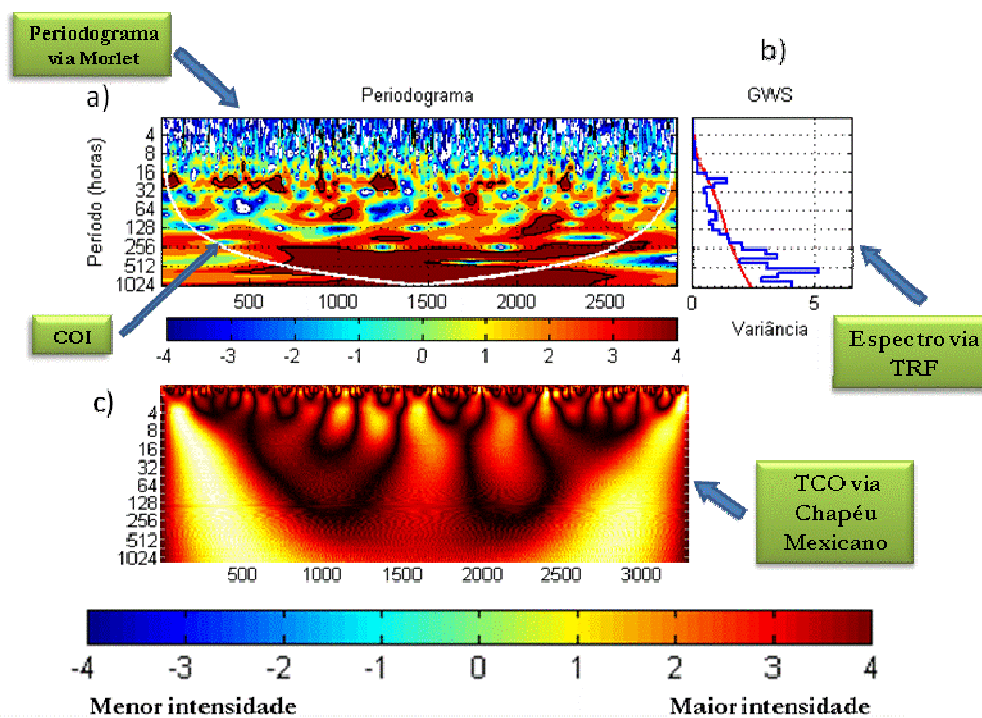 Periodograma
via Morlet
a)
Periodograma
b)
GWS
Período (horas)
4
8
16
32
64
128
256
512
1024
500
1000
1500
2000
2500
0
5
Variância
-4
-3
-2
-1
0
1
2
3
4
COI
Espectro via
TRF
c)
4
8
16
32
64
128
256
512
1024
500
1000
1500
2000
2500
3000
TCO via
Chapéu
Mexicano
-4
-3
-2
-1
0
1
2
3
4
Menor intensidade
Maior intensidade